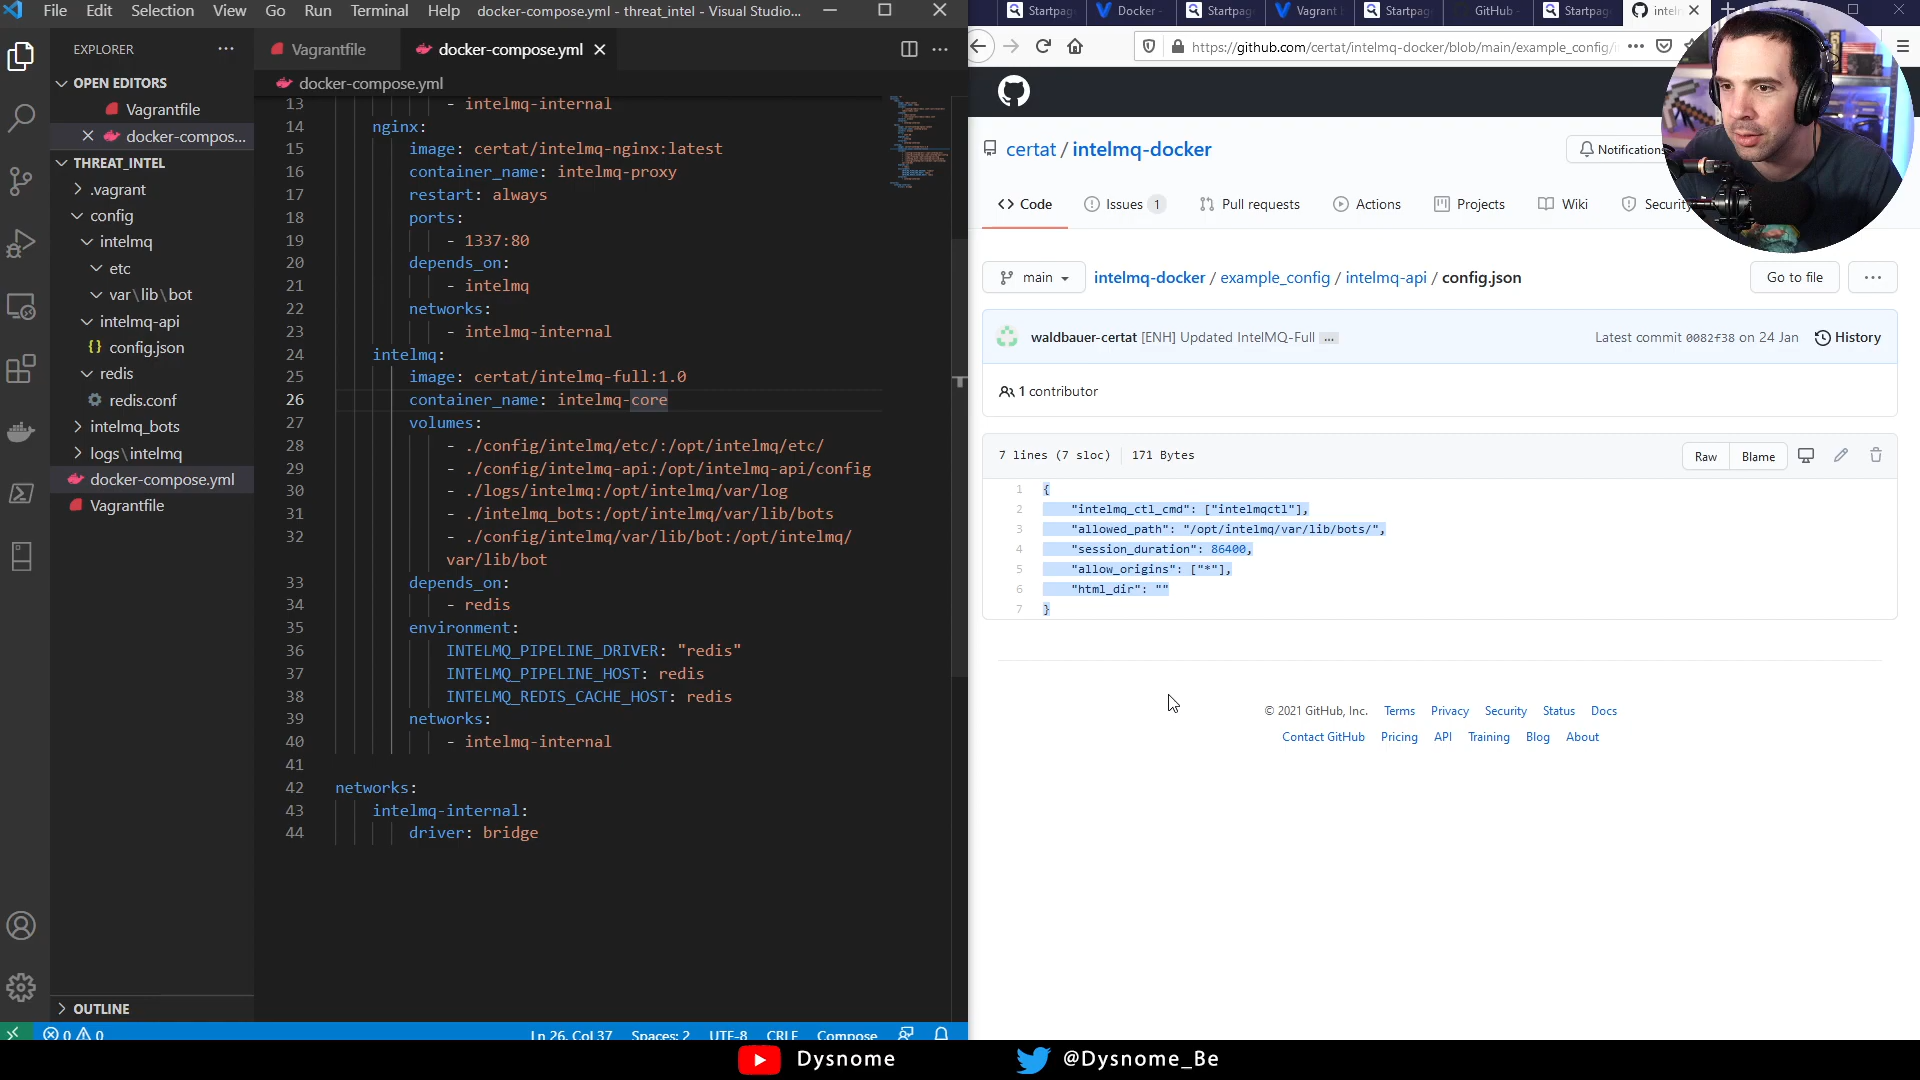 File Edit Selection View Go Run Terminal Help docker-compose.yml - threat_intel - Visual Studio...
EXPLORER
OPEN EDITORS
Vagrantfile
docker-compos...
THREAT_INTEL
.vagrant
config
intelmq
etc
var\lib\bot
intelmq-api
{} config.json
redis
redis.conf
intelmq_bots
logs\intelmq
docker-compose.yml
Vagrantfile
OUTLINE
Vagrantfile
docker-compose.yml
docker-compose.yml
13 - intelmq-internal
14 nginx:
15 image: certat/intelmq-nginx:latest
16 container_name: intelmq-proxy
17 restart: always
18 ports:
19 - 1337:80
20 depends_on:
21 - intelmq
22 networks:
23 - intelmq-internal
24 intelmq:
25 image: certat/intelmq-full:1.0
26 container_name: intelmq-core
27 volumes:
28 - ./config/intelmq/etc/:/opt/intelmq/etc/
29 - ./config/intelmq-api:/opt/intelmq-api/config
30 - ./logs/intelmq:/opt/intelmq/var/log
31 - ./intelmq_bots:/opt/intelmq/var/lib/bots
32 - ./config/intelmq/var/lib/bot:/opt/intelmq/
var/lib/bot
33 depends_on:
34 - redis
35 environment:
36 INTELMQ_PIPELINE_DRIVER: "redis"
37 INTELMQ_PIPELINE_HOST: redis
38 INTELMQ_REDIS_CACHE_HOST: redis
39 networks:
40 - intelmq-internal
41
42 networks:
43 intelmq-internal:
44 driver: bridge
0 0 Ln 26, Col 37 Spaces: 2 UTF-8 CRLF Compose
Startpag Docker Startpag Vagrant Startpag GitHub Startpag intelm
https://github.com/certat/intelmq-docker/blob/main/example_config/i
certat / intelmq-docker
Notifications
Code Issues 1 Pull requests Actions Projects Wiki Security
main intelmq-docker / example_config / intelmq-api / config.json Go to file ...
waldbauer-certat [ENH] Updated IntelMQ-Full ... Latest commit 0082f38 on 24 Jan History
1 contributor
7 lines (7 sloc) 171 Bytes Raw Blame
1 {
2 "intelmq_ctl_cmd": ["intelmqctl"],
3 "allowed_path": "/opt/intelmq/var/lib/bots/",
4 "session_duration": 86400,
5 "allow_origins": ["*"],
6 "html_dir": ""
7 }
© 2021 GitHub, Inc. Terms Privacy Security Status Docs
Contact GitHub Pricing API Training Blog About
Dysnome @Dysnome_Be